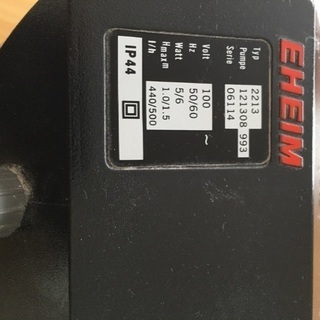 EHEIM
Typ 2213
Pumpe 121308 993
Serie 06114
Volt 100 ~
Hz 50/60
Watt 5/6
Hmaxm 1.0/1.5
l/h 440/500
IP44